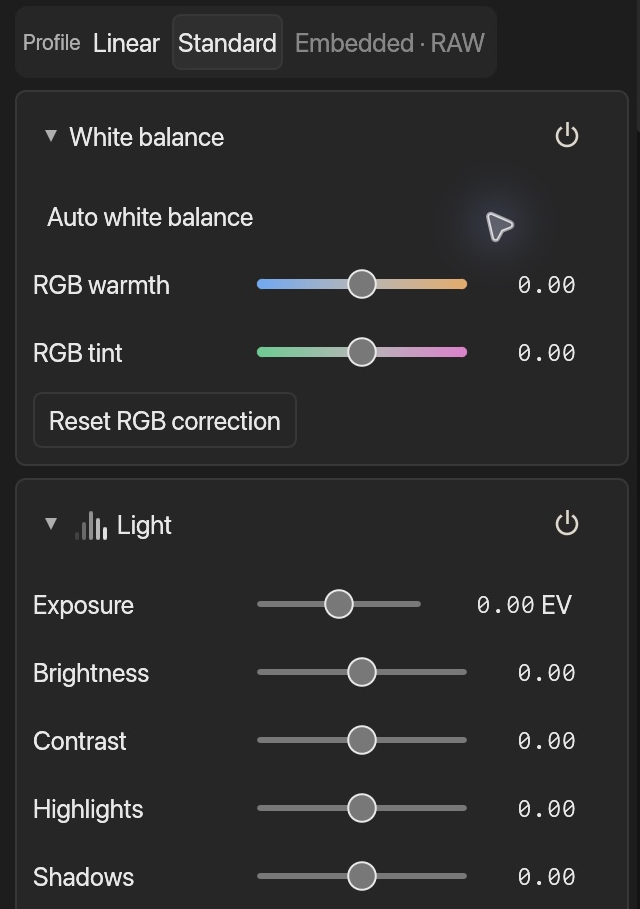 Profile Linear Standard Embedded · RAW
White balance
Auto white balance
RGB warmth 0.00
RGB tint 0.00
Reset RGB correction
Light
Exposure 0.00 EV
Brightness 0.00
Contrast 0.00
Highlights 0.00
Shadows 0.00